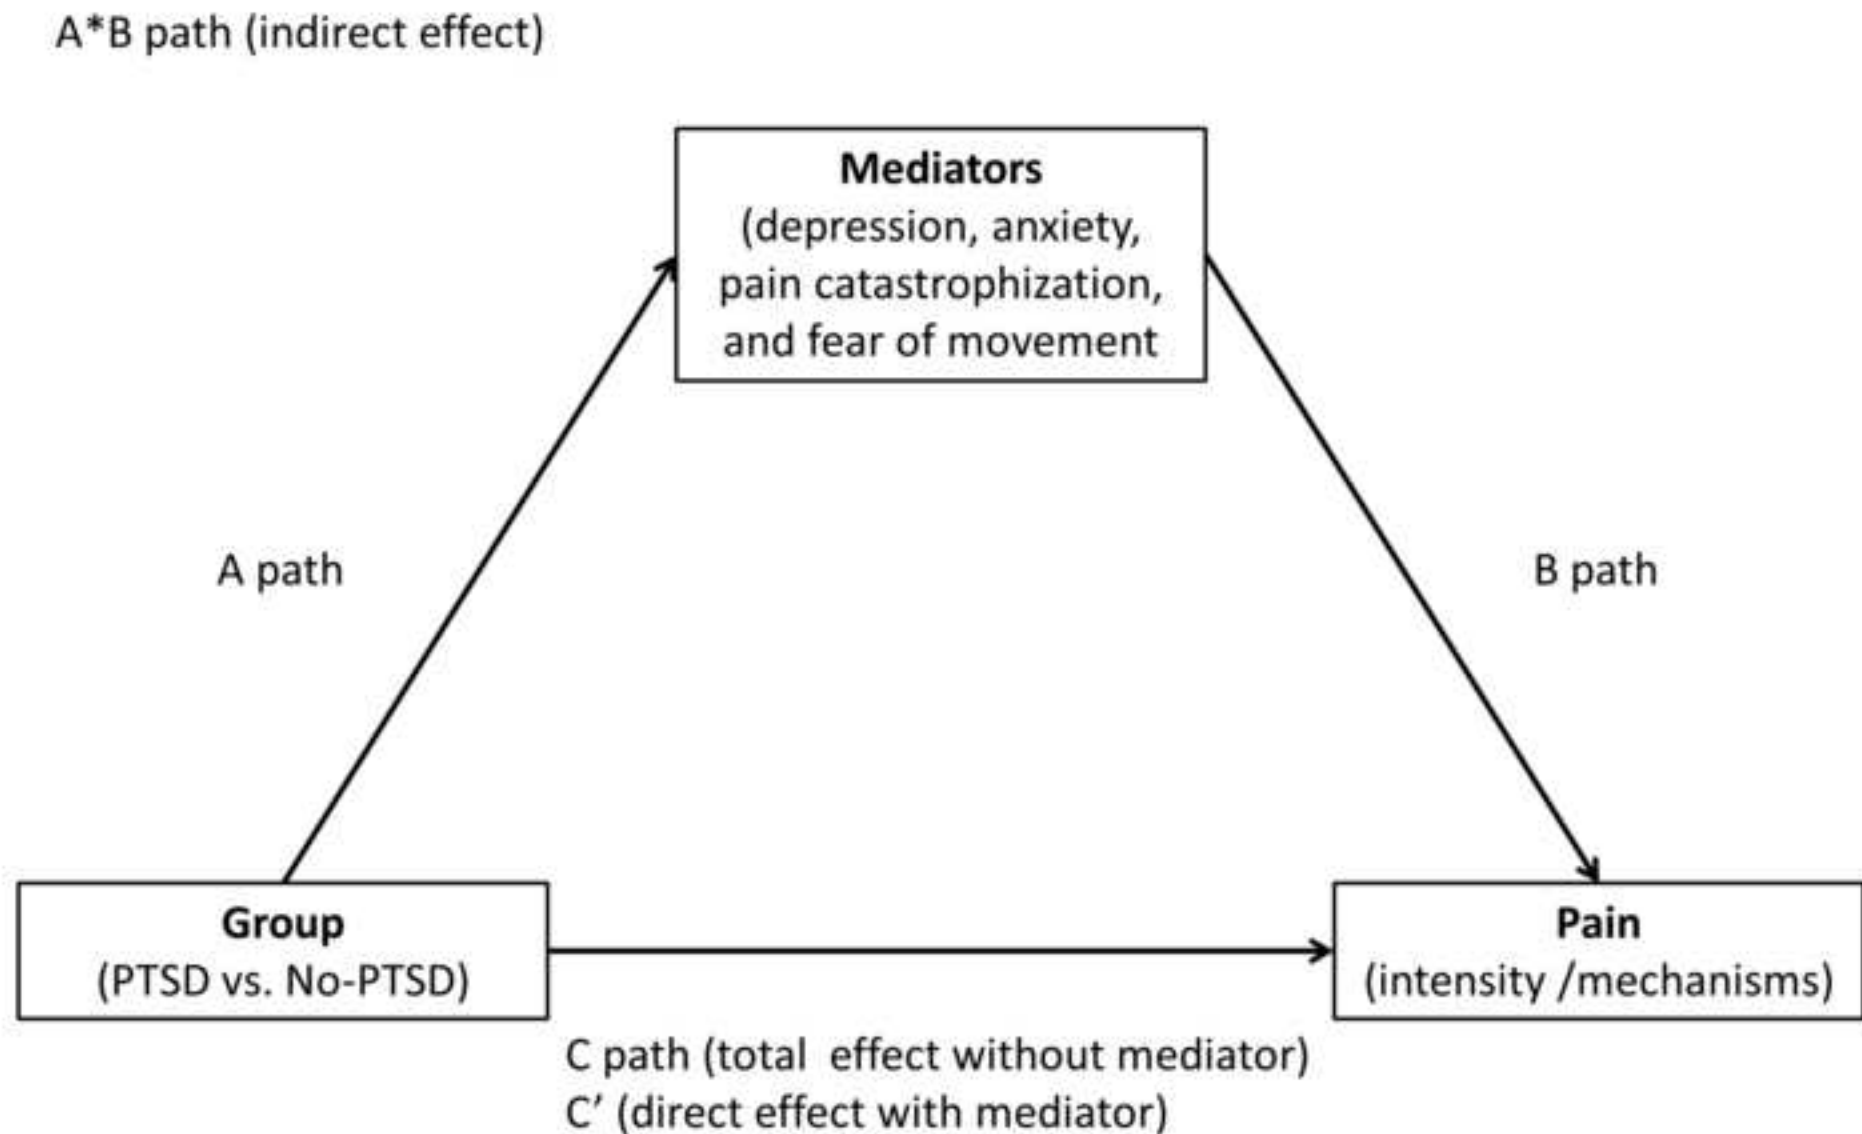 A*B path (indirect effect)
Mediators
(depression, anxiety,
pain catastrophization,
and fear of movement
A path
B path
Group
(PTSD vs. No-PTSD)
Pain
(intensity /mechanisms)
C path (total  effect without mediator)
C’ (direct effect with mediator)